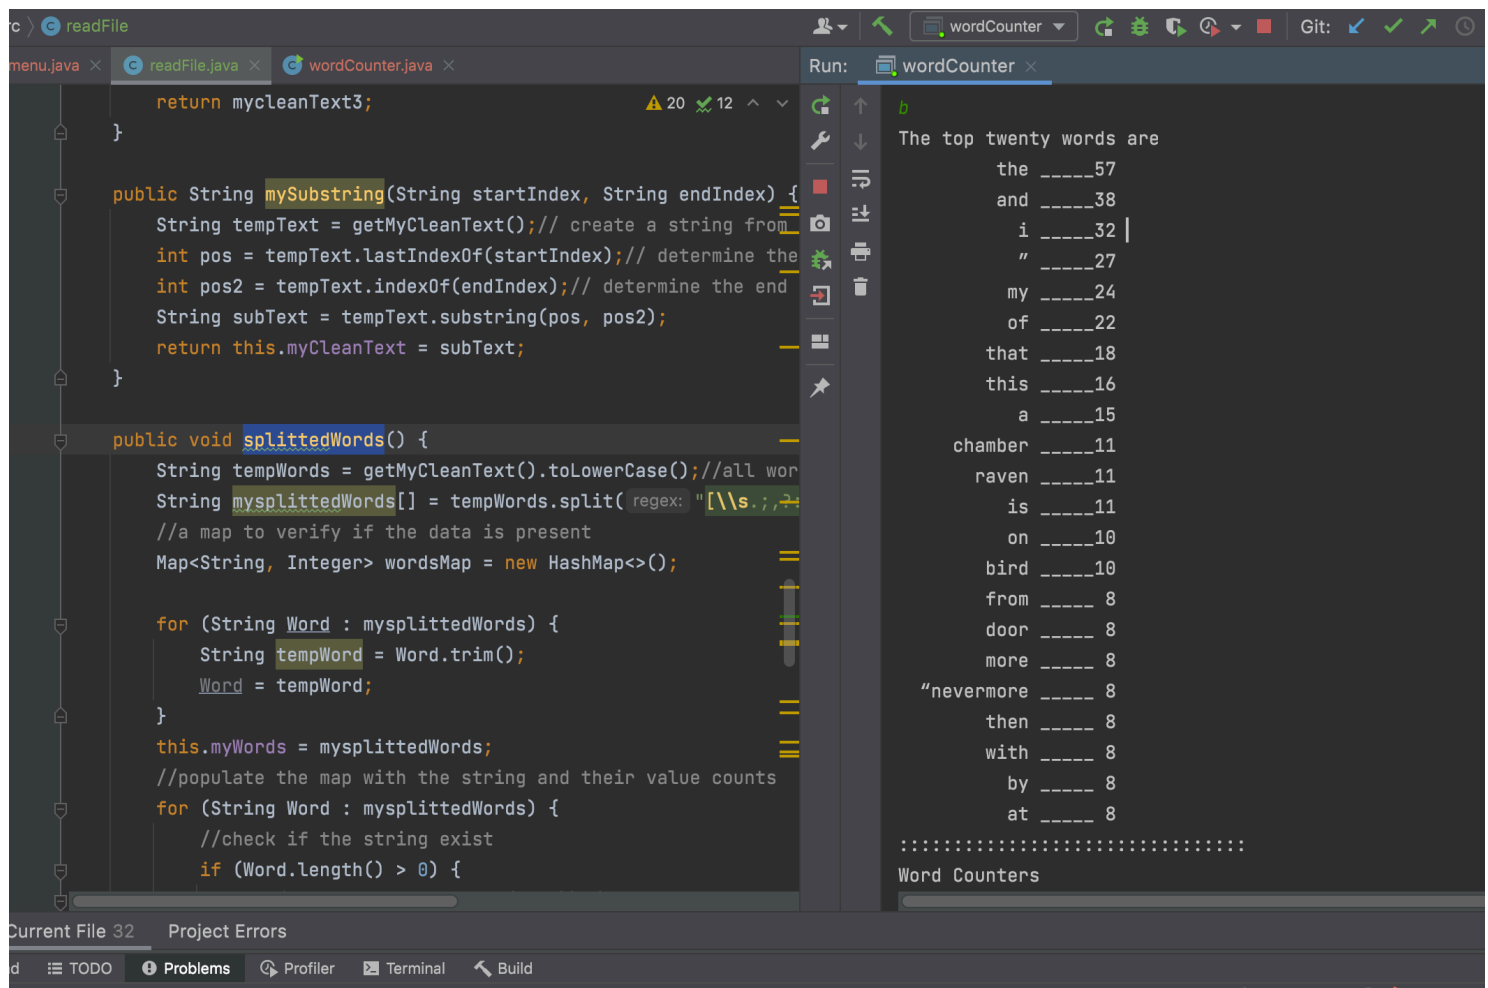 rc readFile
wordCounter Git:
menu.java readFile.java wordCounter.java
Run: wordCounter
return mycleanText3;
20 12
}
public String mySubstring(String startIndex, String endIndex) {
String tempText = getMyCleanText();// create a string from
int pos = tempText.lastIndexOf(startIndex);// determine the
int pos2 = tempText.indexOf(endIndex);// determine the end
String subText = tempText.substring(pos, pos2);
return this.myCleanText = subText;
}
public void splittedWords() {
String tempWords = getMyCleanText().toLowerCase();//all wor
String mysplittedWords[] = tempWords.split( regex: "[\\s.;,?:
//a map to verify if the data is present
Map<String, Integer> wordsMap = new HashMap<>();
for (String Word : mysplittedWords) {
String tempWord = Word.trim();
Word = tempWord;
}
this.myWords = mysplittedWords;
//populate the map with the string and their value counts
for (String Word : mysplittedWords) {
//check if the string exist
if (Word.length() > 0) {
b
The top twenty words are
the _____57
and _____38
i _____32
” _____27
my _____24
of _____22
that _____18
this _____16
a _____15
chamber _____11
raven _____11
is _____11
on _____10
bird _____10
from _____ 8
door _____ 8
more _____ 8
“nevermore _____ 8
then _____ 8
with _____ 8
by _____ 8
at _____ 8
::::::::::::::::::::::::::::::::
Word Counters
Current File 32 Project Errors
d TODO Problems Profiler Terminal Build